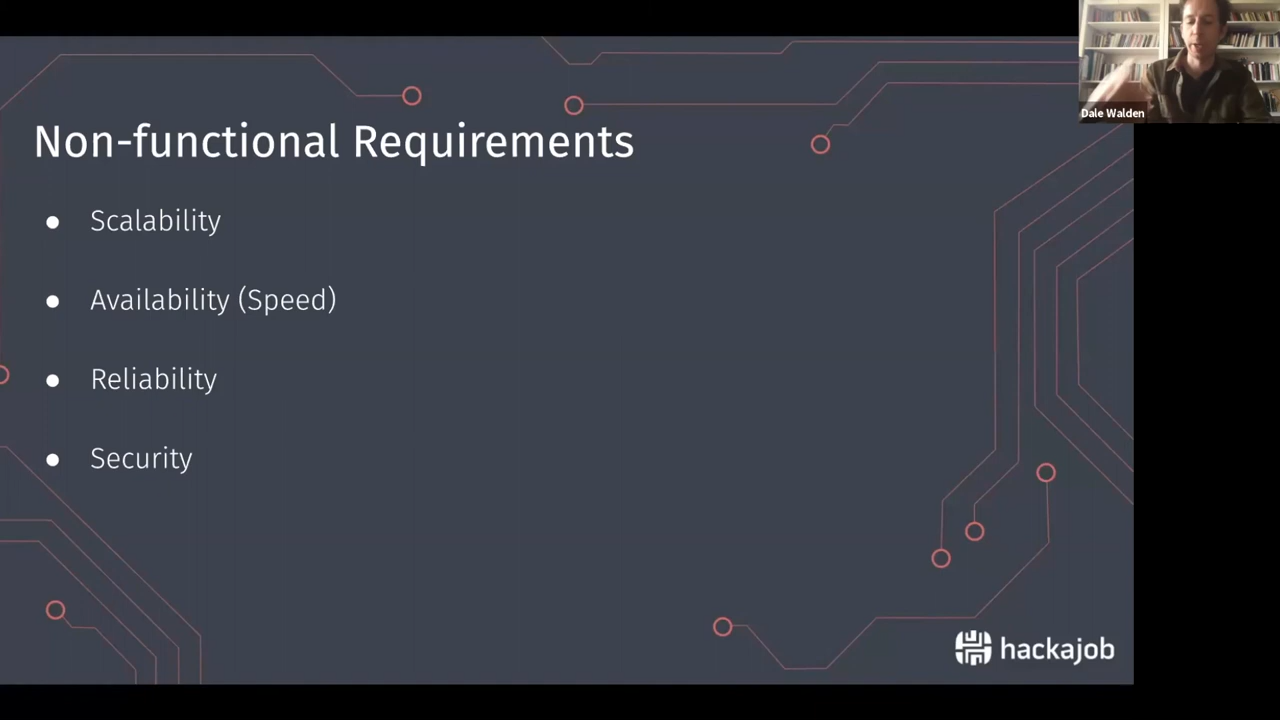 Dale Walden
Non-functional Requirements
● Scalability
● Availability (Speed)
● Reliability
● Security
hackajob